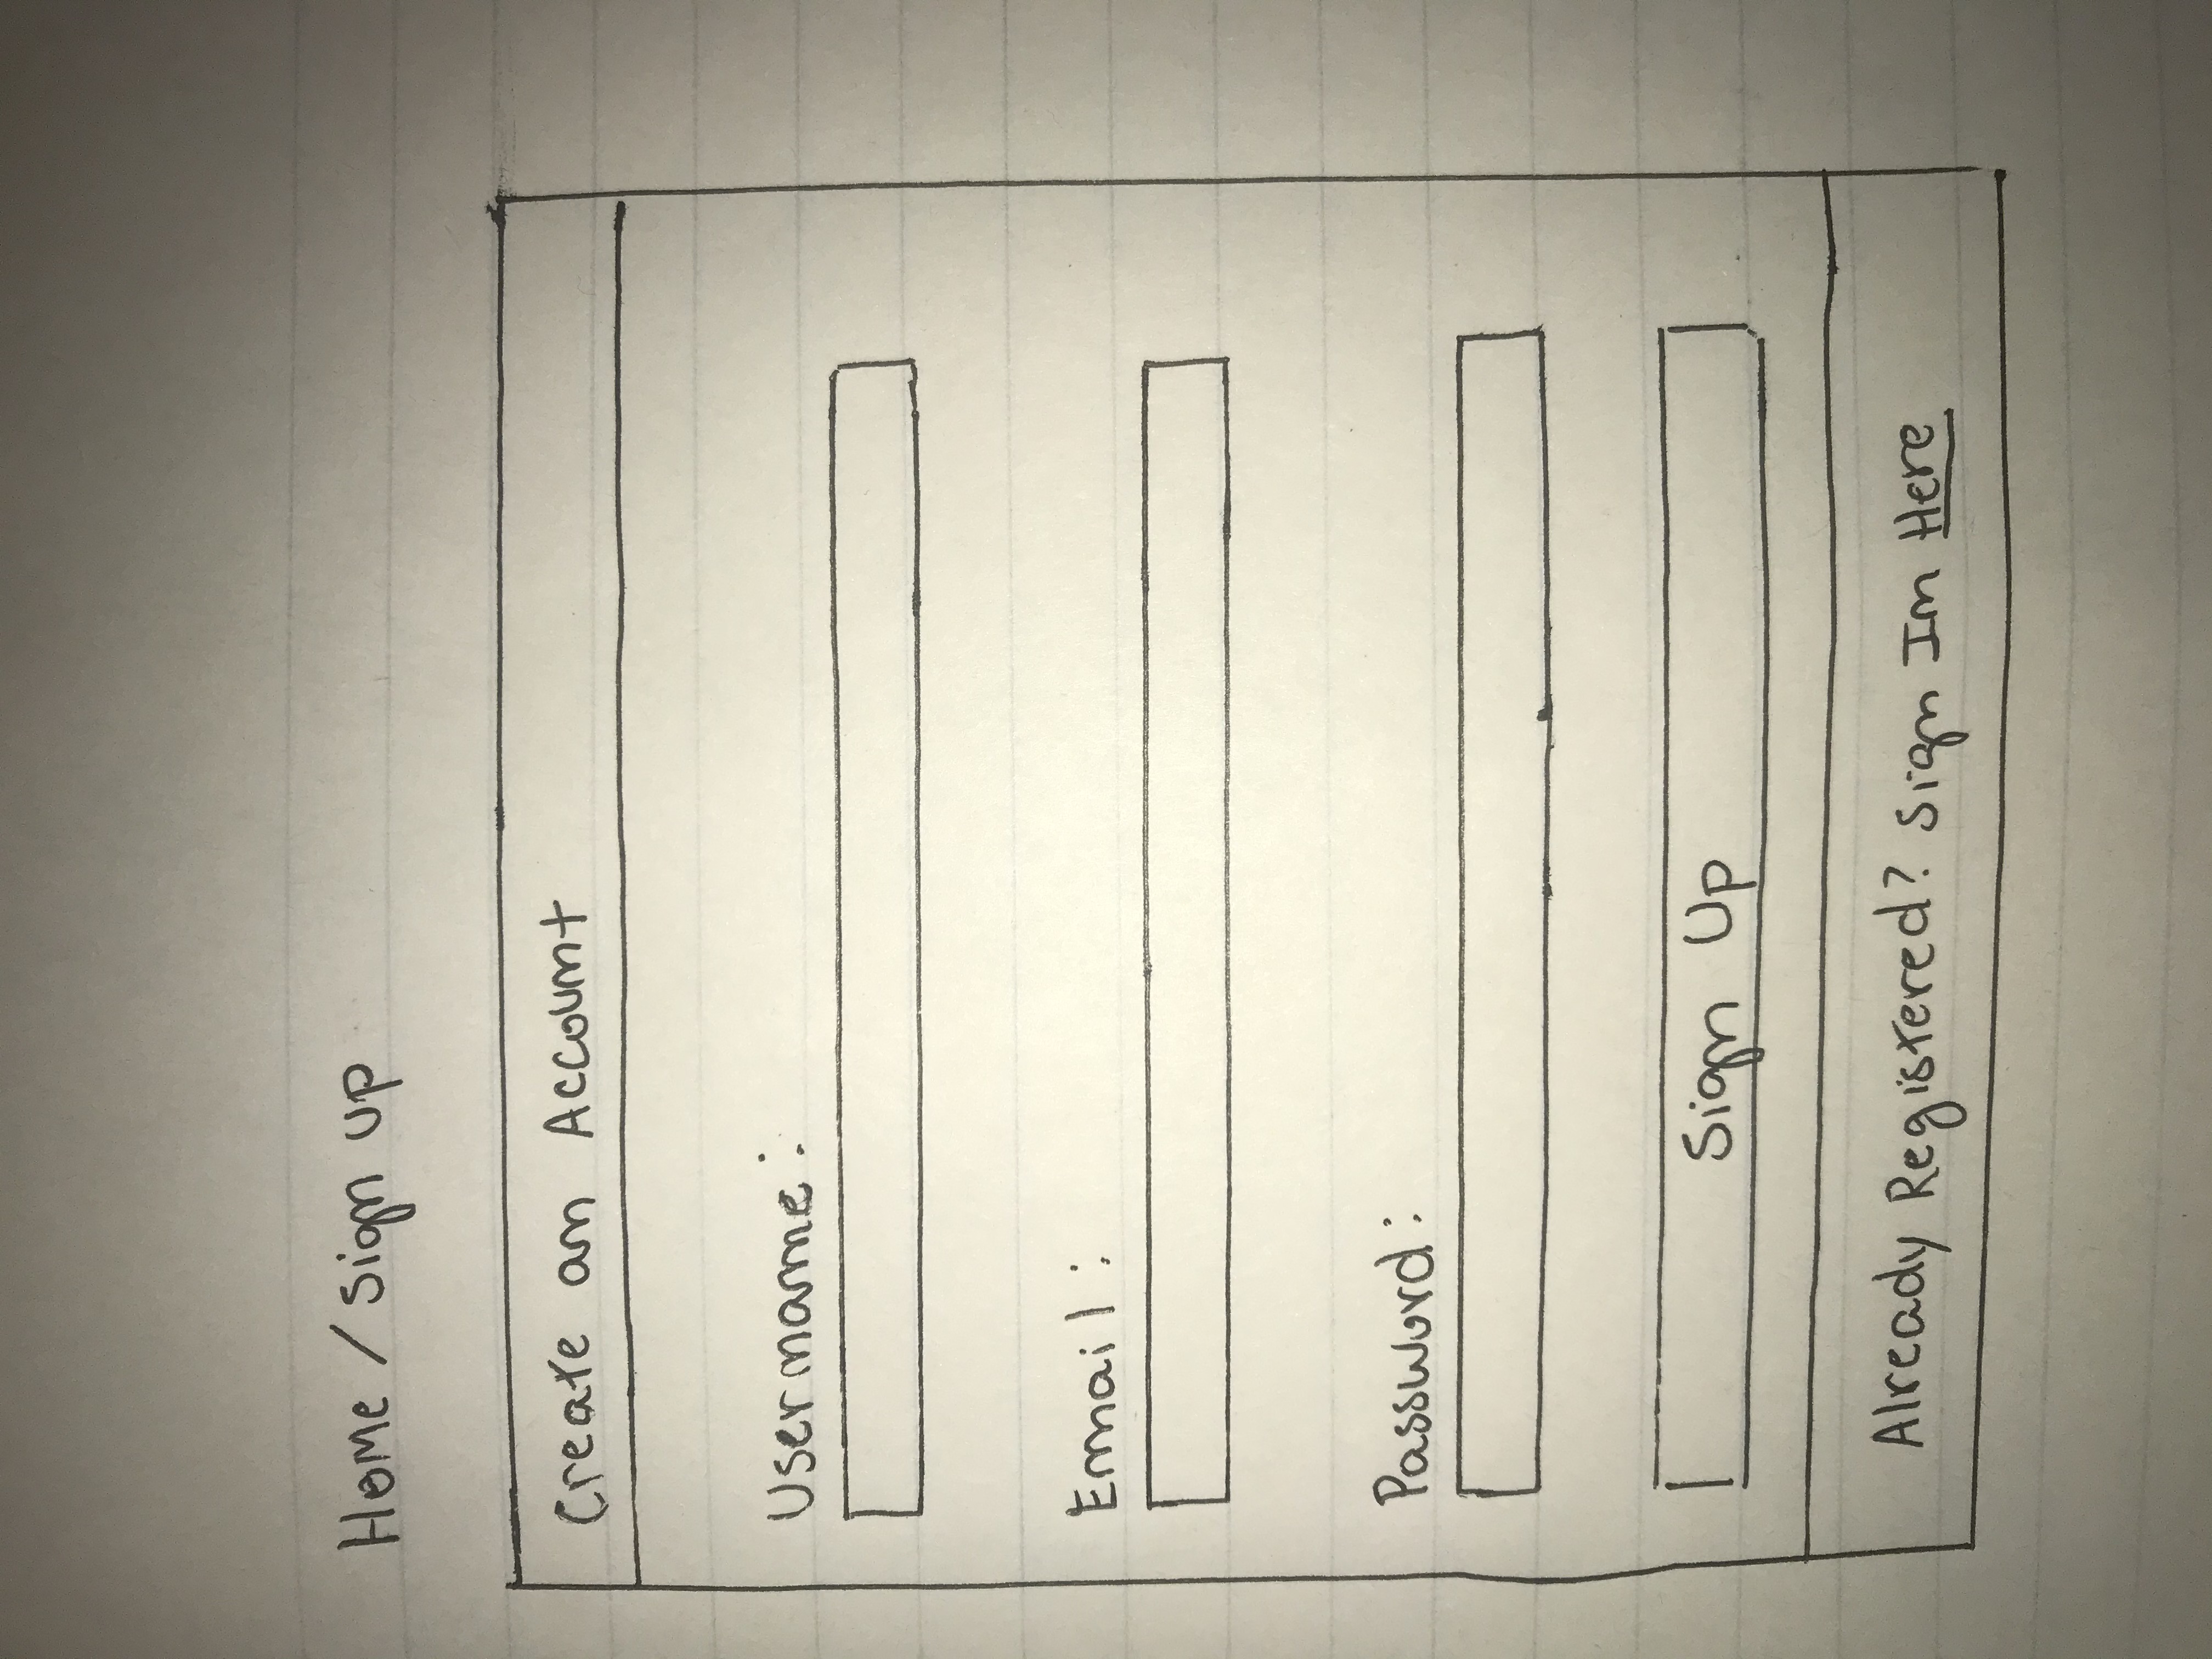 Home / Sign up
Create an Account
Username:
Email:
Password:
Sign Up
Already Registered? Sign In Here